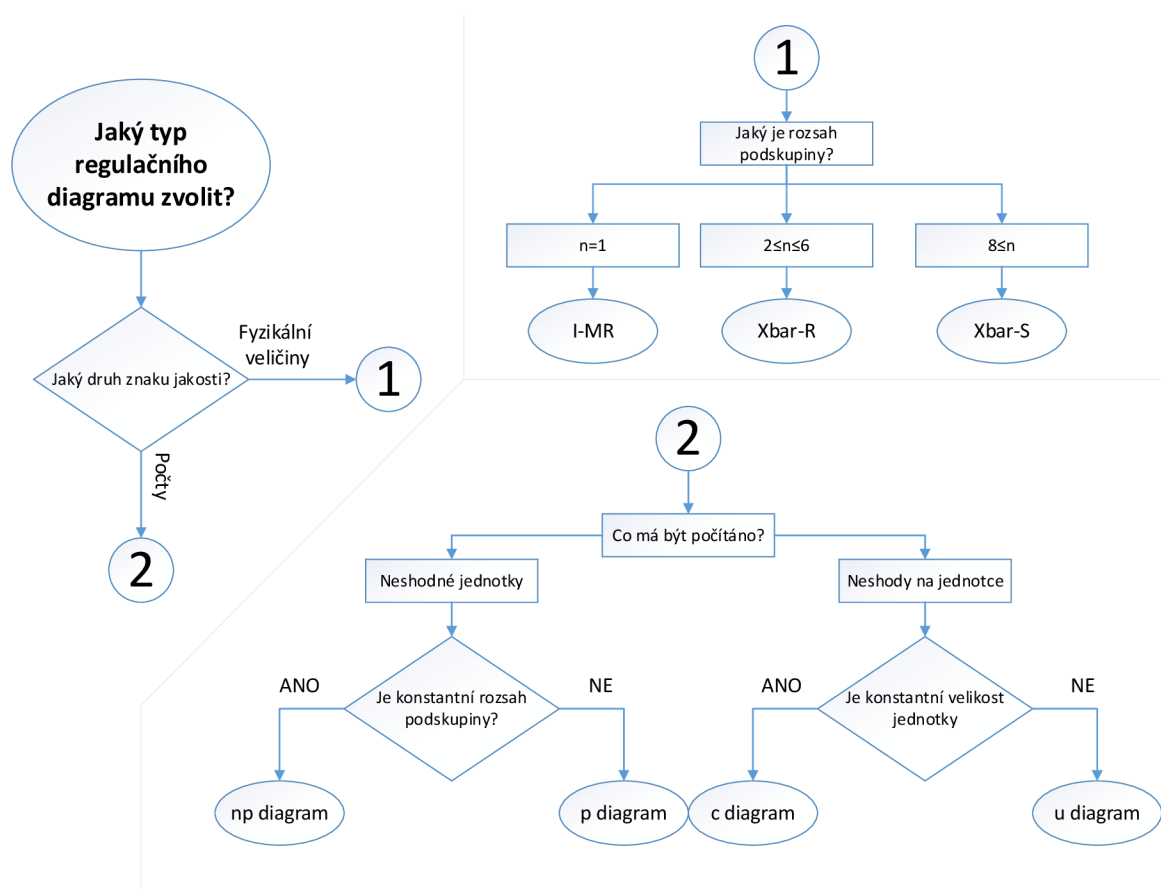 Jaký typ
regulačního
diagramu zvolit?
Jaký druh znaku jakosti?
Fyzikální
veličiny
1
Počty
2
1
Jaký je rozsah
podskupiny?
n=1
2≤n≤6
8≤n
I-MR
Xbar-R
Xbar-S
2
Co má být počítáno?
Neshodné jednotky
Neshody na jednotce
ANO
Je konstantní rozsah
podskupiny?
NE
ANO
Je konstantní velikost
jednotky
NE
np diagram
p diagram
c diagram
u diagram